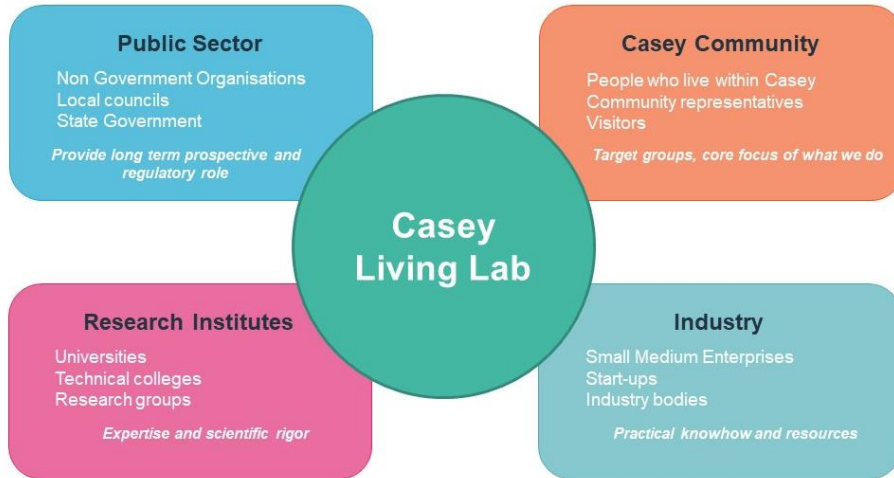 Public Sector
Non Government Organisations
Local councils
State Government
Provide long term prospective and
regulatory role
Casey Community
People who live within Casey
Community representatives
Visitors
Target groups, core focus of what we do
Casey
Living Lab
Research Institutes
Universities
Technical colleges
Research groups
Expertise and scientific rigor
Industry
Small Medium Enterprises
Start-ups
Industry bodies
Practical knowhow and resources